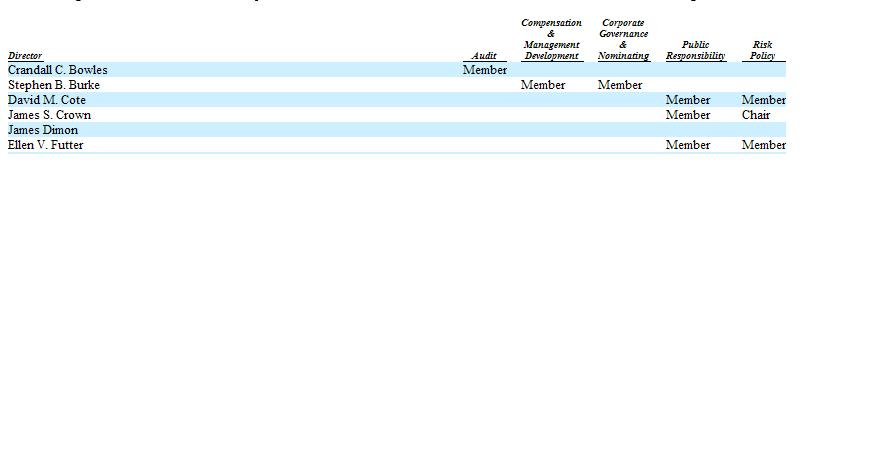 Compensation Corporate
& Governance
Management & Public Risk
Director Audit Development Nominating Responsibility Policy
Crandall C. Bowles Member
Stephen B. Burke Member Member
David M. Cote Member Member
James S. Crown Member Chair
James Dimon
Ellen V. Futter Member Member